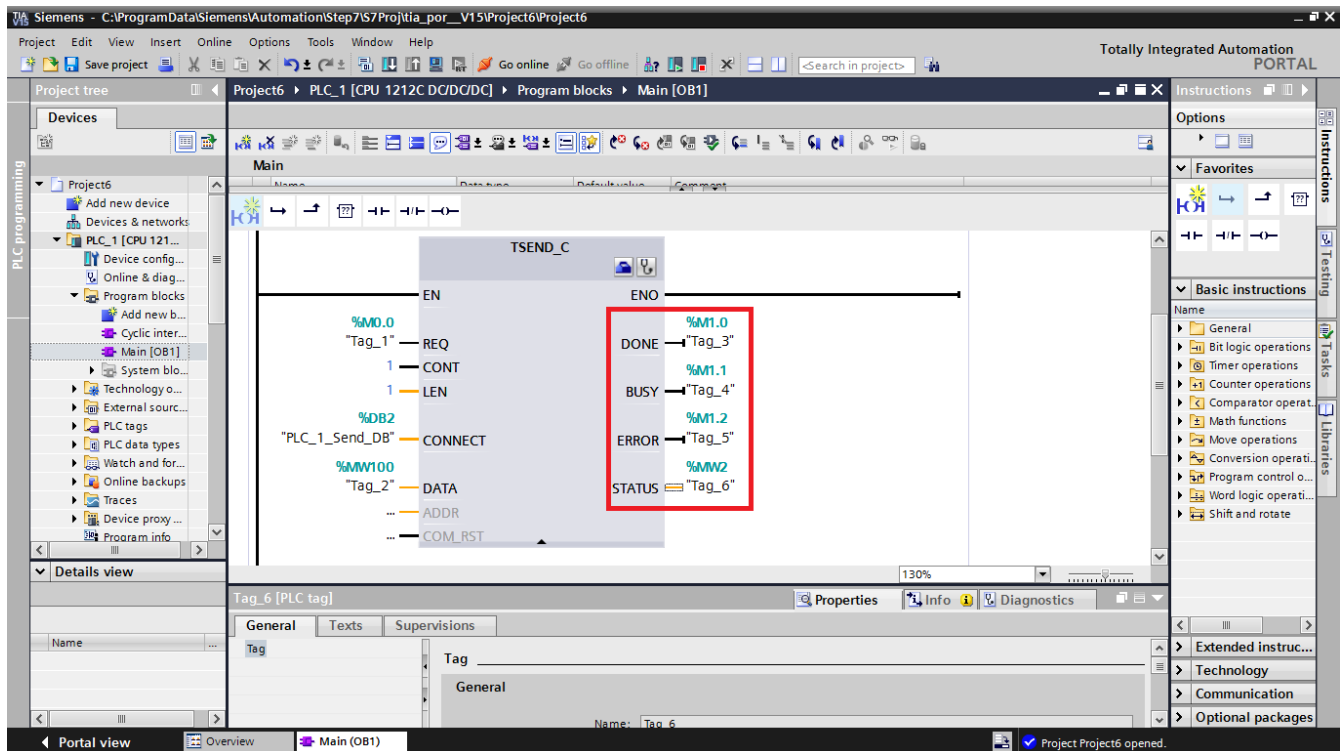 Siemens - C:\ProgramData\Siemens\Automation\Step7\S7Proj\tia_por__V15\Project6\Project6
Project Edit View Insert Online Options Tools Window Help
Totally Integrated Automation
PORTAL
Save project
Go online
Go offline
<Search in project>
Project tree
Project6 PLC_1 [CPU 1212C DC/DC/DC] Program blocks Main [OB1]
Instructions
Devices
Options
Main
Name Data type Default value Comment
PLC programming
Project6
Add new device
Devices & networks
PLC_1 [CPU 121...
Device config...
Online & diag...
Program blocks
Add new b...
Cyclic inter...
Main [OB1]
System blo...
Technology o...
External sourc...
PLC tags
PLC data types
Watch and for...
Online backups
Traces
Device proxy ...
Program info
Details view
Name ...
TSEND_C
EN ENO
%M0.0 %M1.0
"Tag_1" REQ DONE "Tag_3"
1 CONT %M1.1
1 LEN BUSY "Tag_4"
%DB2 %M1.2
"PLC_1_Send_DB" CONNECT ERROR "Tag_5"
%MW100 %MW2
"Tag_2" DATA STATUS "Tag_6"
... ADDR
... COM_RST
130%
Tag_6 [PLC tag]
Properties Info Diagnostics
General Texts Supervisions
Tag
Tag
General
Name: Tag_6
Favorites
Basic instructions
Name
General
Bit logic operations
Timer operations
Counter operations
Comparator operat...
Math functions
Move operations
Conversion operati...
Program control o...
Word logic operati...
Shift and rotate
Extended instruc...
Technology
Communication
Optional packages
Instructions
Testing
Tasks
Libraries
Portal view
Overview
Main (OB1)
Project Project6 opened.